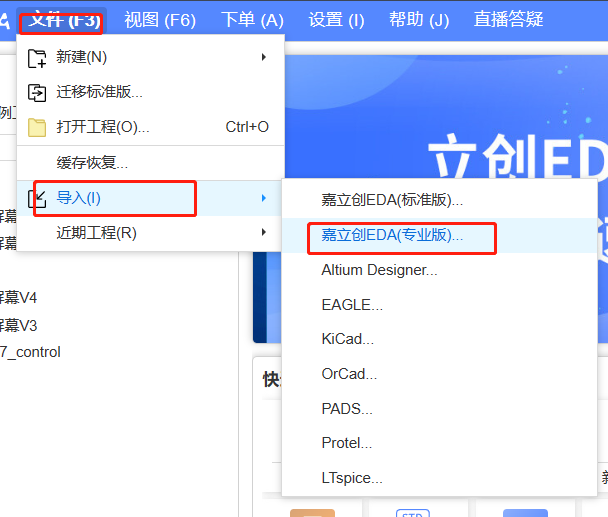 文件 (F3) 视图 (F6) 下单 (A) 设置 (I) 帮助 (J) 直播答疑
新建(N)
迁移标准版...
打开工程(O)... Ctrl+O
缓存恢复...
导入(I)
近期工程(R)
嘉立创EDA(标准版)...
嘉立创EDA(专业版)...
Altium Designer...
EAGLE...
KiCad...
OrCad...
PADS...
Protel...
LTspice...
立创ED
屏幕V4
屏幕V3
7_control